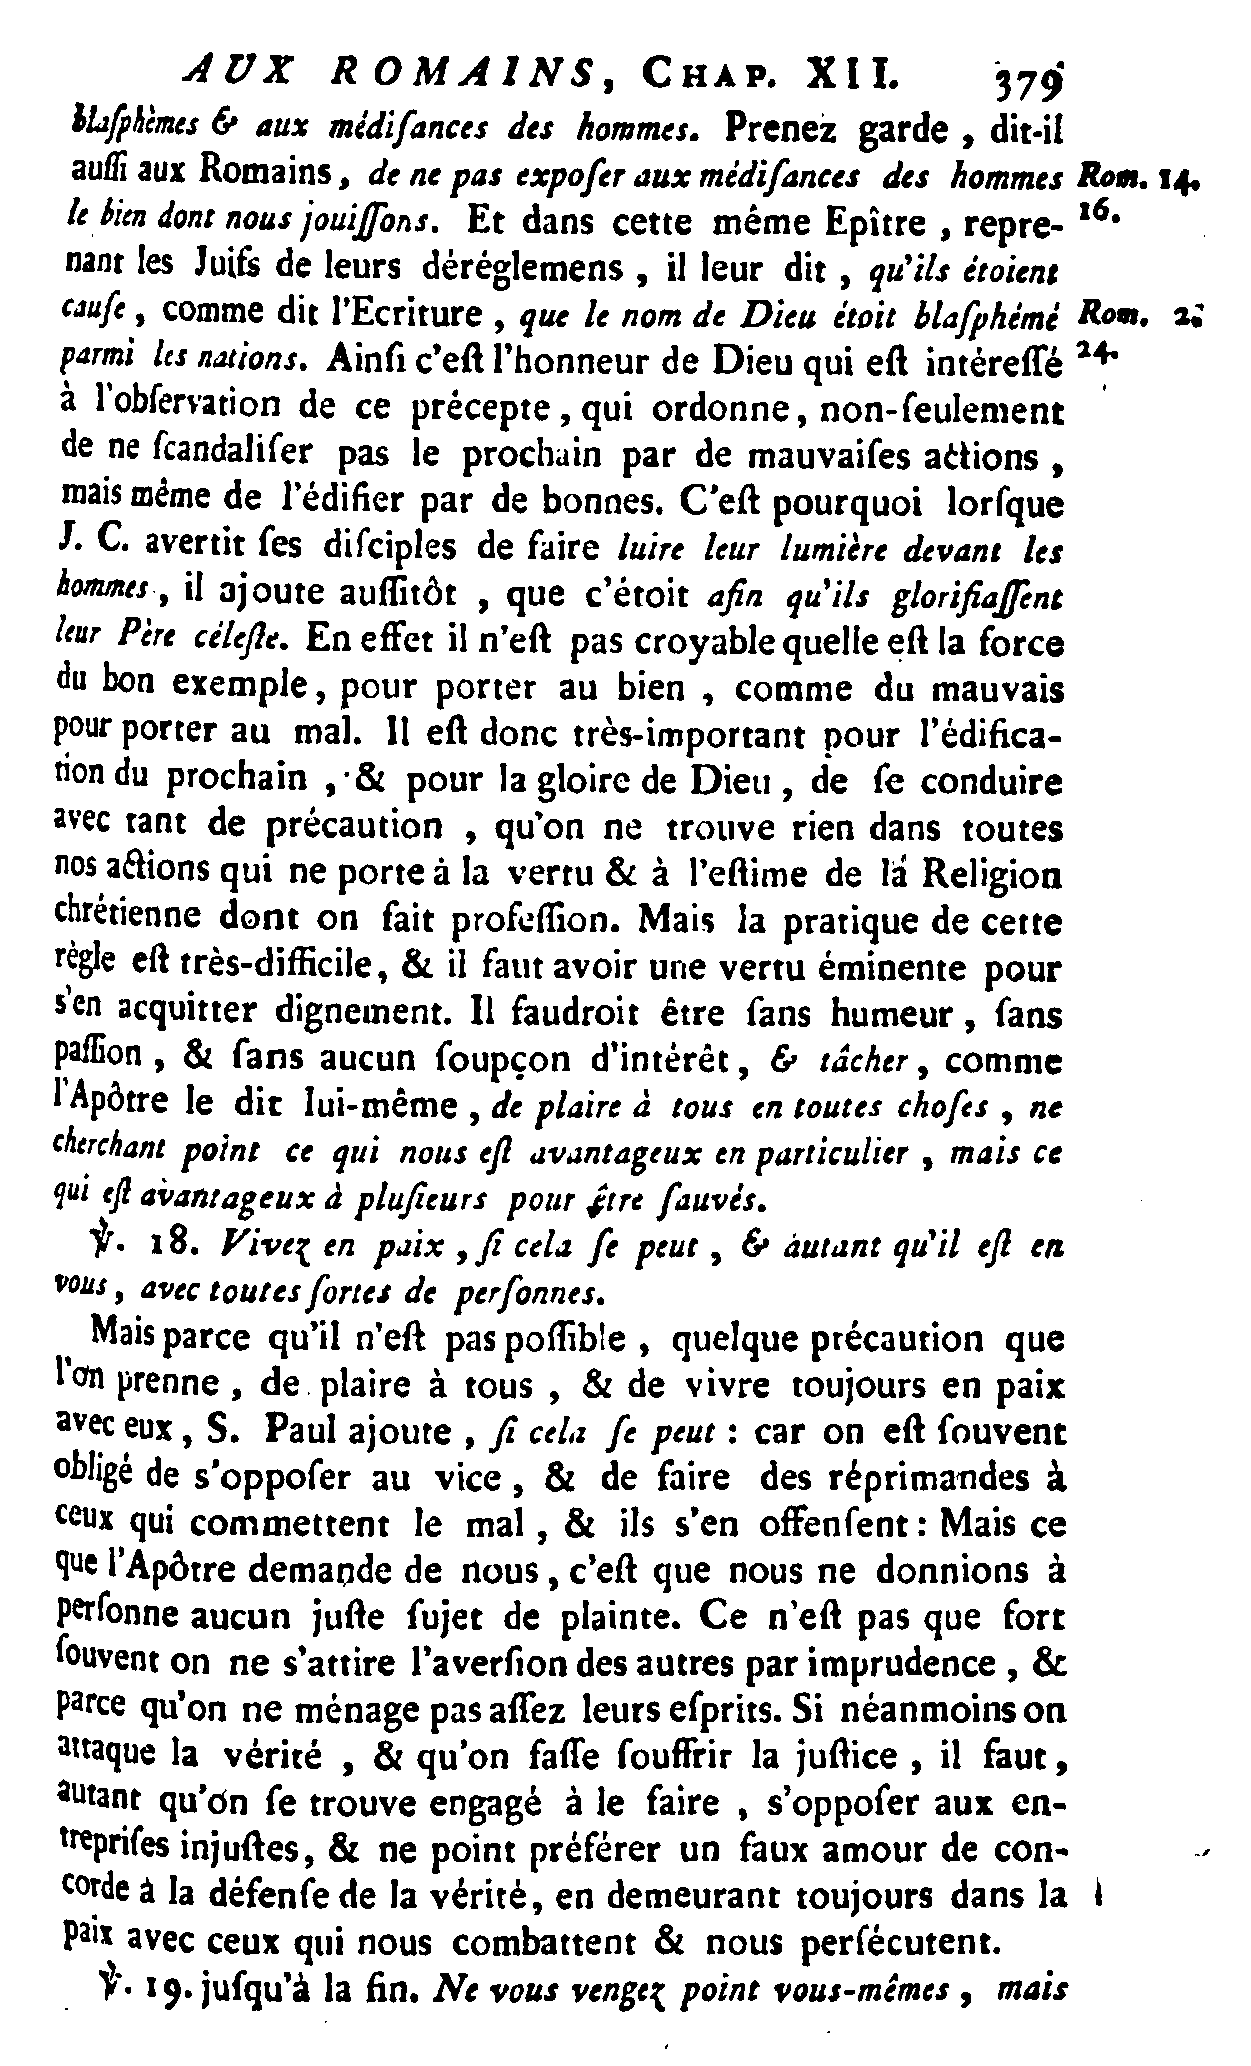 AUX ROMAINS, CHAP. XII. 379
blaſphèmes & aux médiſances des hommes. Prenez garde, dit-il
auſſi aux Romains, de ne pas expoſer aux médiſances des hommes Rom. 14.
le bien dont nous jouiſſons. Et dans cette même Epître, repre- 16.
nant les Juifs de leurs déréglemens, il leur dit, qu'ils étoient
cauſe, comme dit l'Ecriture, que le nom de Dieu étoit blaſphémé Rom. 2.
parmi les nations. Ainſi c'eſt l'honneur de Dieu qui eſt intéreſſé 24.
à l'obſervation de ce précepte, qui ordonne, non-ſeulement
de ne ſcandaliſer pas le prochain par de mauvaiſes actions,
mais même de l'édifier par de bonnes. C'eſt pourquoi lorſque
J. C. avertit ſes diſciples de faire luire leur lumière devant les
hommes, il ajoute auſſitôt, que c'étoit afin qu'ils glorifiaſſent
leur Père céleſte. En effet il n'eſt pas croyable quelle eſt la force
du bon exemple, pour porter au bien, comme du mauvais
pour porter au mal. Il eſt donc très-important pour l'édifica-
tion du prochain, & pour la gloire de Dieu, de ſe conduire
avec tant de précaution, qu'on ne trouve rien dans toutes
nos actions qui ne porte à la vertu & à l'eſtime de la Religion
chrétienne dont on fait profeſſion. Mais la pratique de cette
règle eſt très-difficile, & il faut avoir une vertu éminente pour
s'en acquitter dignement. Il faudroit être ſans humeur, ſans
paſſion, & ſans aucun ſoupçon d'intérêt, & tâcher, comme
l'Apôtre le dit lui-même, de plaire à tous en toutes choſes, ne
cherchant point ce qui nous eſt avantageux en particulier, mais ce
qui eſt avantageux à pluſieurs pour être ſauvés.
℣. 18. Vivez en paix, ſi cela ſe peut, & autant qu'il eſt en
vous, avec toutes ſortes de perſonnes.
Mais parce qu'il n'eſt pas poſſible, quelque précaution que
l'on prenne, de plaire à tous, & de vivre toujours en paix
avec eux, S. Paul ajoute, ſi cela ſe peut : car on eſt ſouvent
obligé de s'oppoſer au vice, & de faire des réprimandes à
ceux qui commettent le mal, & ils s'en offenſent : Mais ce
que l'Apôtre demande de nous, c'eſt que nous ne donnions à
perſonne aucun juſte ſujet de plainte. Ce n'eſt pas que fort
ſouvent on ne s'attire l'averſion des autres par imprudence, &
parce qu'on ne ménage pas aſſez leurs eſprits. Si néanmoins on
attaque la vérité, & qu'on faſſe ſouffrir la juſtice, il faut,
autant qu'on ſe trouve engagé à le faire, s'oppoſer aux en-
trepriſes injuſtes, & ne point préférer un faux amour de con-
corde à la défenſe de la vérité, en demeurant toujours dans la
paix avec ceux qui nous combattent & nous perſécutent.
℣. 19. juſqu'à la fin. Ne vous vengez point vous-mêmes, mais